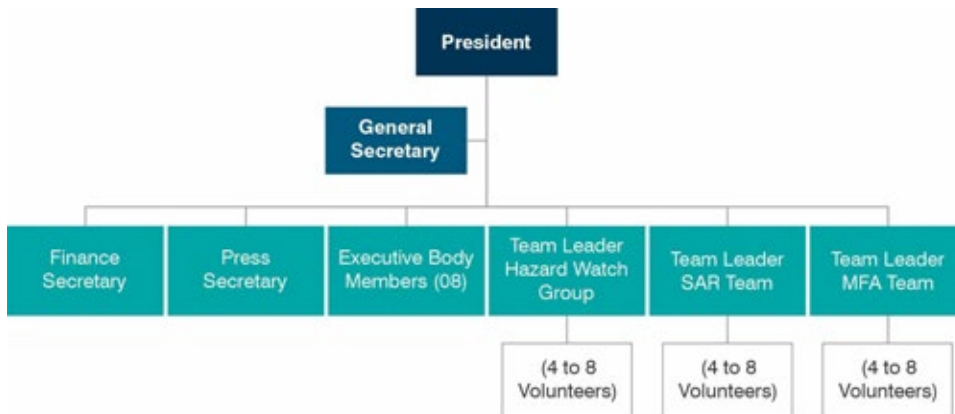 President
General
Secretary
Finance
Secretary
Press
Secretary
Executive Body
Members (08)
Team Leader
Hazard Watch
Group
Team Leader
SAR Team
Team Leader
MFA Team
(4 to 8
Volunteers)
(4 to 8
Volunteers)
(4 to 8
Volunteers)